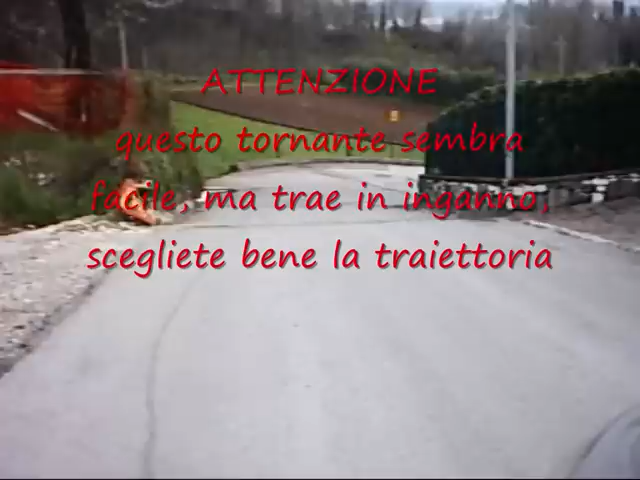 ATTENZIONE
questo tornante sembra
facile, ma trae in inganno,
scegliete bene la traiettoria